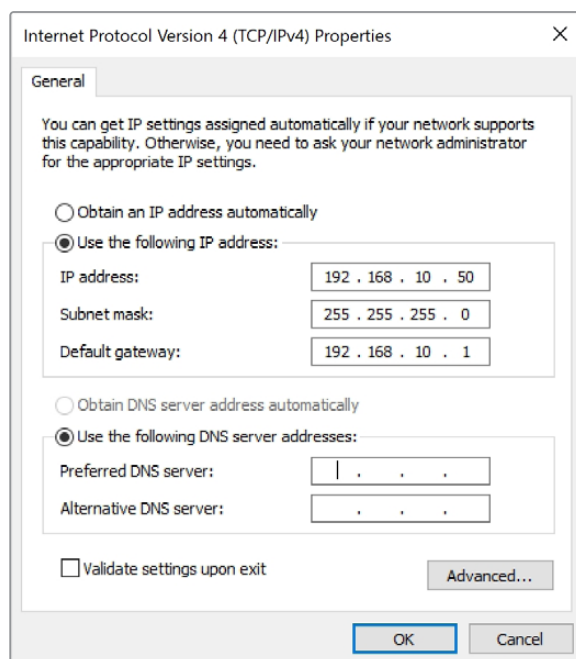 Internet Protocol Version 4 (TCP/IPv4) Properties
General
You can get IP settings assigned automatically if your network supports
this capability. Otherwise, you need to ask your network administrator
for the appropriate IP settings.
Obtain an IP address automatically
Use the following IP address:
IP address: 192 . 168 . 10 . 50
Subnet mask: 255 . 255 . 255 . 0
Default gateway: 192 . 168 . 10 . 1
Obtain DNS server address automatically
Use the following DNS server addresses:
Preferred DNS server: . . .
Alternative DNS server: . . .
Validate settings upon exit
Advanced...
OK Cancel